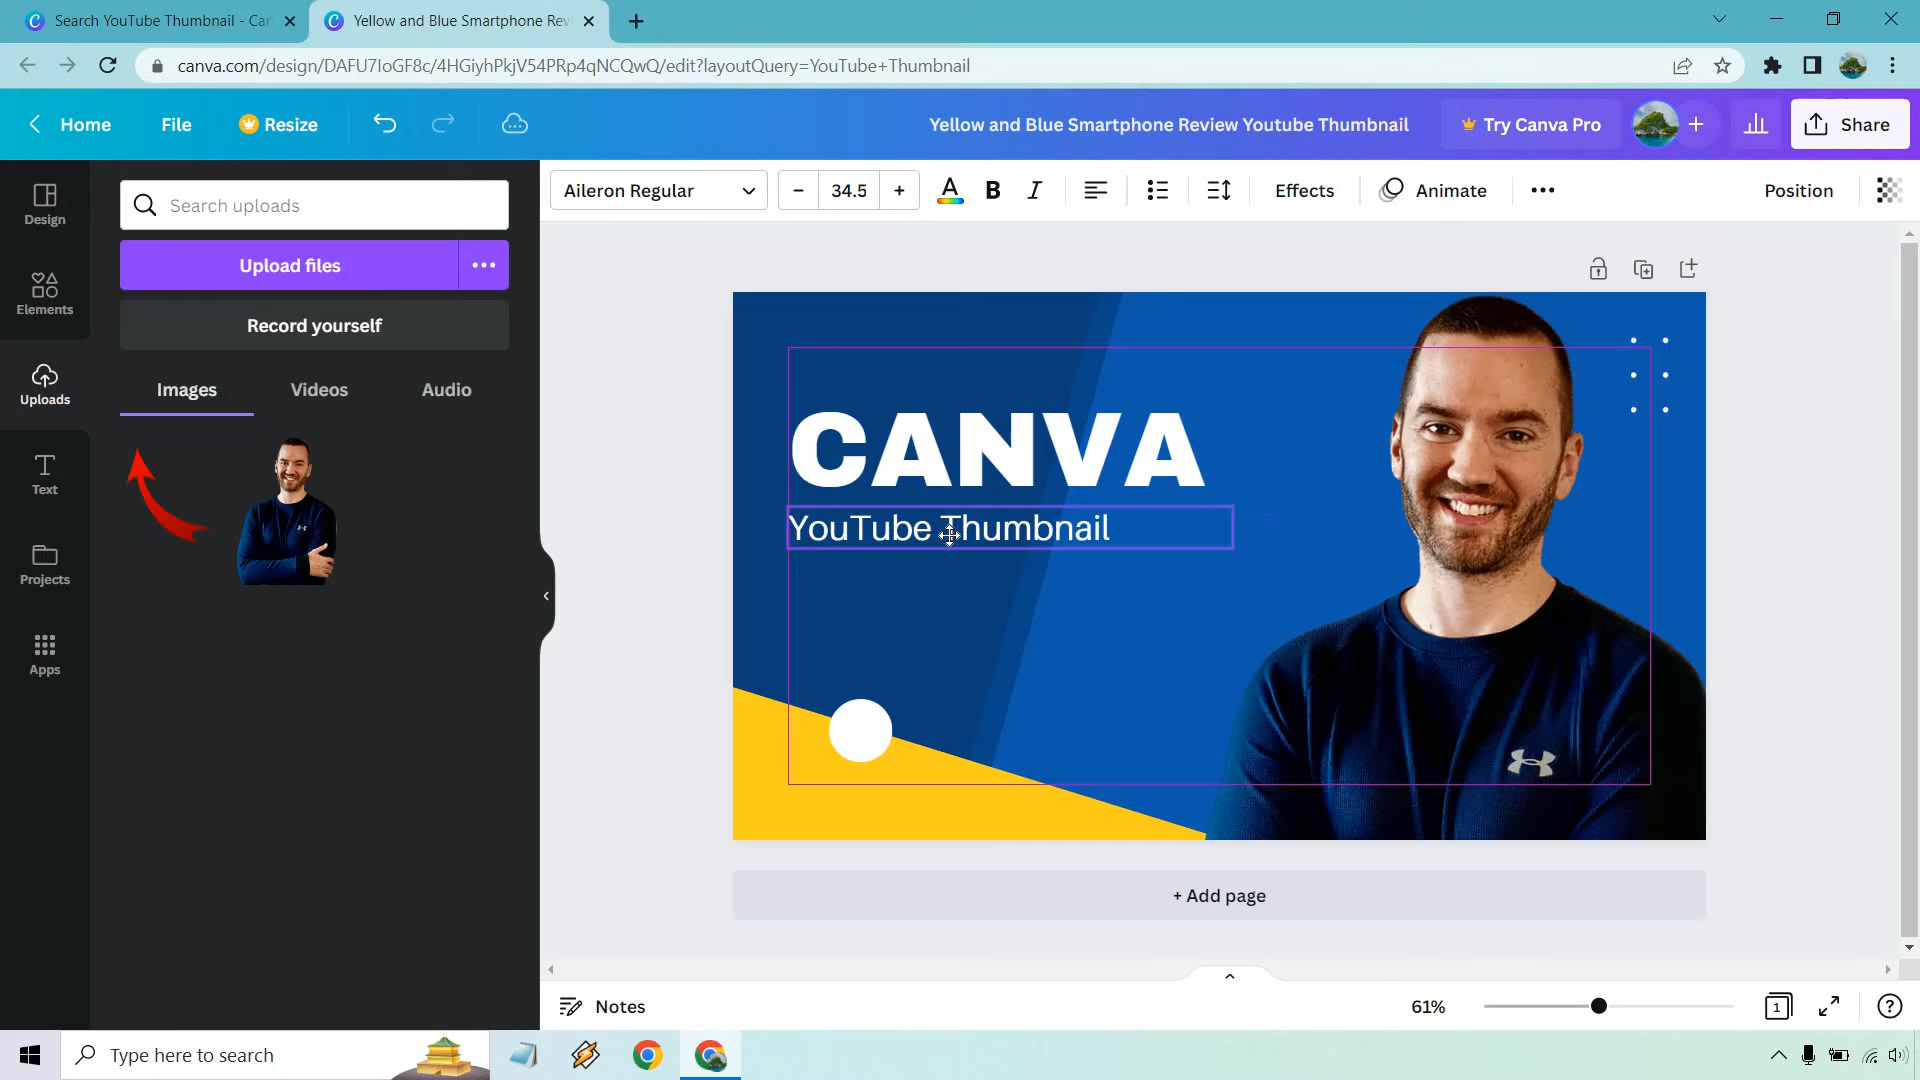 Search YouTube Thumbnail - Ca
Yellow and Blue Smartphone Rev
canva.com/design/DAFU7IoGF8c/4HGiyhPkjV54PRp4qNCQwQ/edit?layoutQuery=YouTube+Thumbnail
Home
File
Resize
Yellow and Blue Smartphone Review Youtube Thumbnail
Try Canva Pro
Share
Design
Elements
Uploads
Text
Projects
Apps
Search uploads
Upload files
Record yourself
Images
Videos
Audio
Aileron Regular
34.5
A
B
I
Effects
Animate
Position
CANVA
YouTube Thumbnail
+ Add page
Notes
61%
1
Type here to search